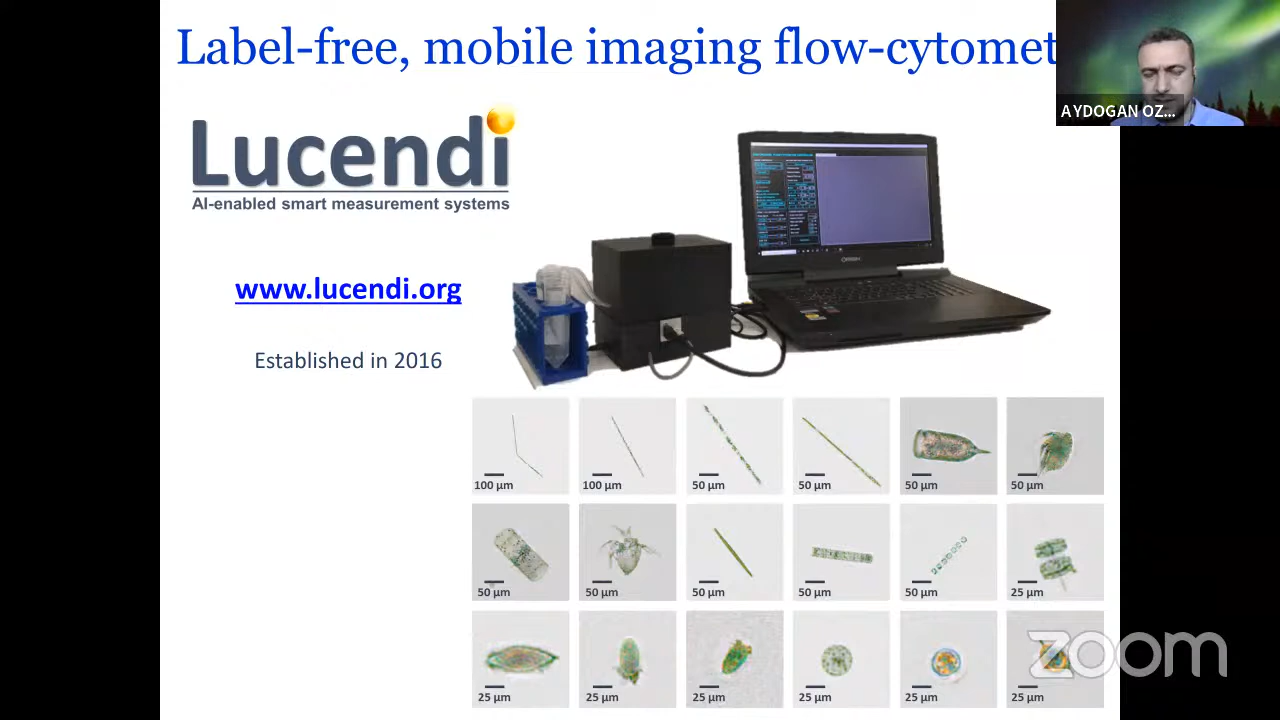 Label-free, mobile imaging flow-cytomet
AYDOGAN OZ...
Lucendi
AI-enabled smart measurement systems
www.lucendi.org
Established in 2016
ORIGIN
100 μm
100 μm
50 μm
50 μm
50 μm
50 μm
50 μm
50 μm
50 μm
50 μm
50 μm
25 μm
25 μm
25 μm
25 μm
25 μm
25 μm
25 μm
zoom